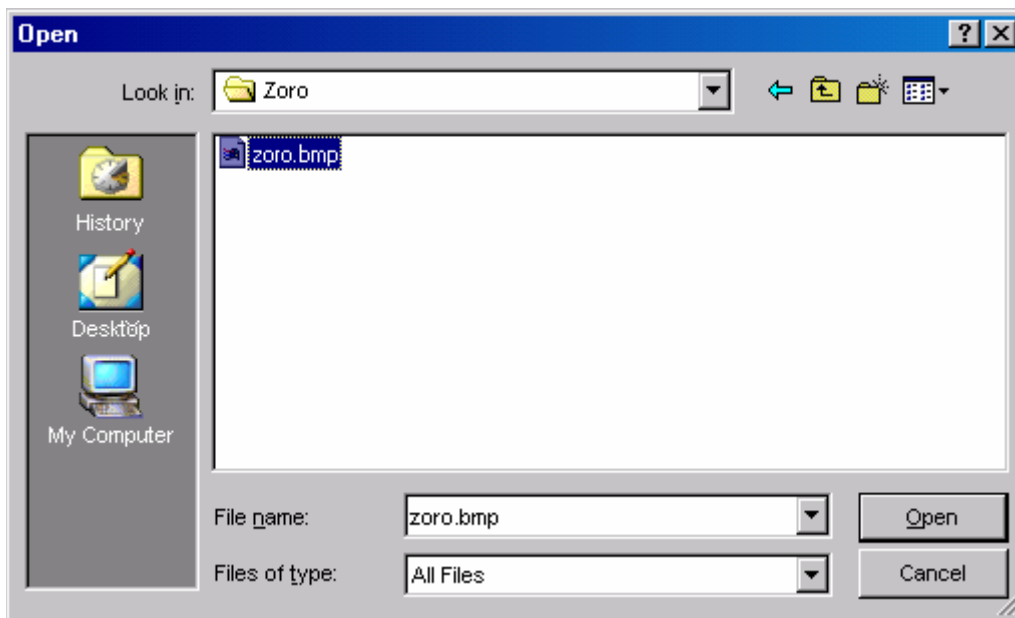 Open
Look in: Zoro
zoro.bmp
History
Desktop
My Computer
File name: zoro.bmp Open
Files of type: All Files Cancel